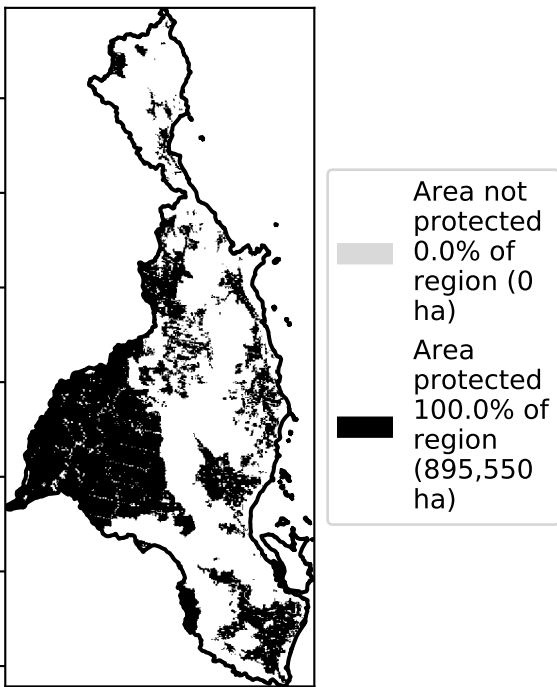 Area not
protected
0.0% of
region (0
ha)
Area
protected
100.0% of
region
(895,550
ha)